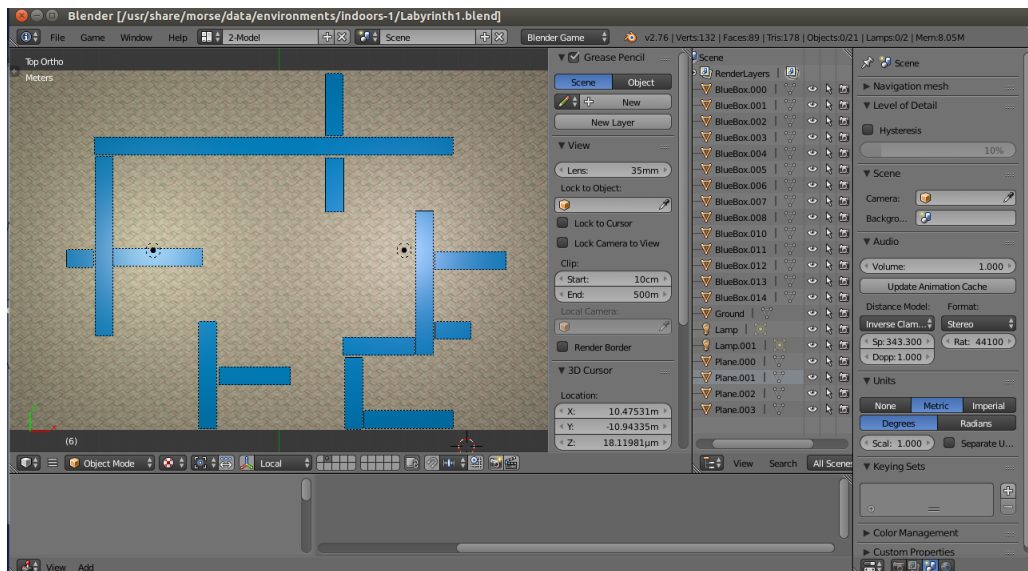 Blender [/usr/share/morse/data/environments/indoors-1/Labyrinth1.blend]
File Game Window Help 2-Model Scene Blender Game v2.76 | Verts:132 | Faces:89 | Tris:178 | Objects:0/21 | Lamps:0/2 | Mem:8.05M
Top Ortho
Meters
(6)
Grease Pencil
Scene Object
New
New Layer
View
Lens: 35mm
Lock to Object:
Lock to Cursor
Lock Camera to View
Clip:
Start: 10cm
End: 500m
Local Camera:
Render Border
3D Cursor
Location:
X: 10.47531m
Y: -10.94335m
Z: 18.11981µm
Object Mode Local
Scene
RenderLayers |
BlueBox.000 |
BlueBox.001 |
BlueBox.002 |
BlueBox.003 |
BlueBox.004 |
BlueBox.005 |
BlueBox.006 |
BlueBox.007 |
BlueBox.008 |
BlueBox.010 |
BlueBox.011 |
BlueBox.012 |
BlueBox.013 |
BlueBox.014 |
Ground |
Lamp |
Lamp.001 |
Plane.000 |
Plane.001 |
Plane.002 |
Plane.003 |
View Search All Scenes
Scene
Navigation mesh
Level of Detail
Hysteresis
10%
Scene
Camera:
Backgro...
Audio
Volume: 1.000
Update Animation Cache
Distance Model: Format:
Inverse Clam... Stereo
Sp: 343.300 Rat: 44100
Dopp: 1.000
Units
None Metric Imperial
Degrees Radians
Scal: 1.000 Separate U...
Keying Sets
Color Management
Custom Properties
View Add